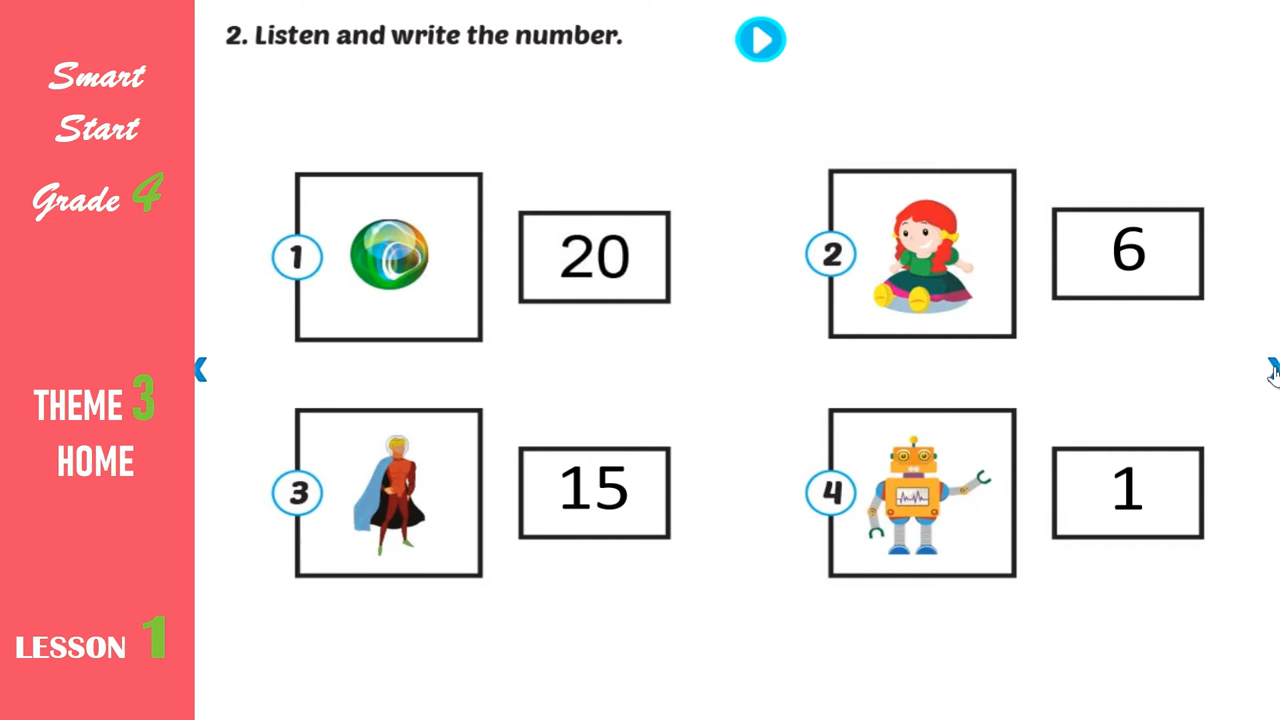 Smart
Start
Grade 4
THEME 3
HOME
LESSON 1
2. Listen and write the number.
1
20
2
6
3
15
4
1